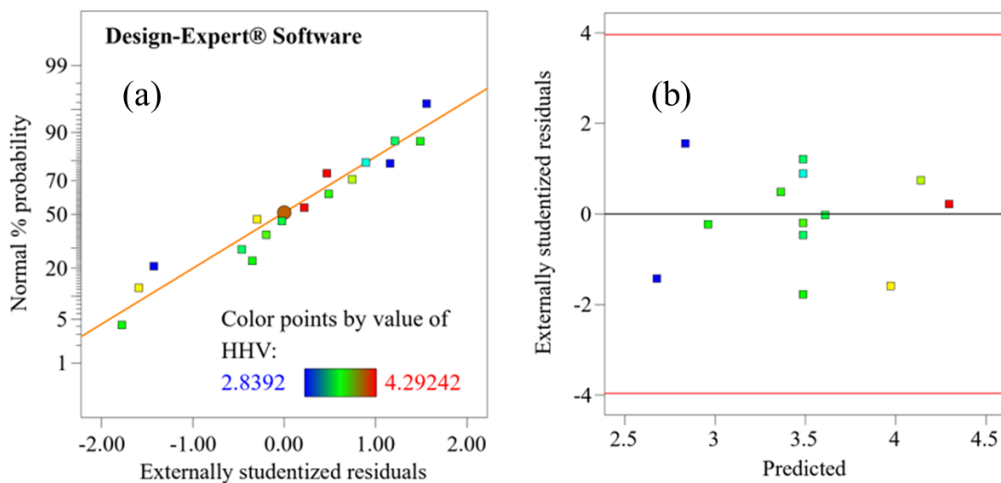 Design-Expert® Software
(a)
Normal % probability
99
90
70
50
20
5
1
Color points by value of
HHV:
2.8392 4.29242
-2.00 -1.00 0.00 1.00 2.00
Externally studentized residuals
(b)
Externally studentized residuals
4
2
0
-2
-4
2.5 3 3.5 4 4.5
Predicted